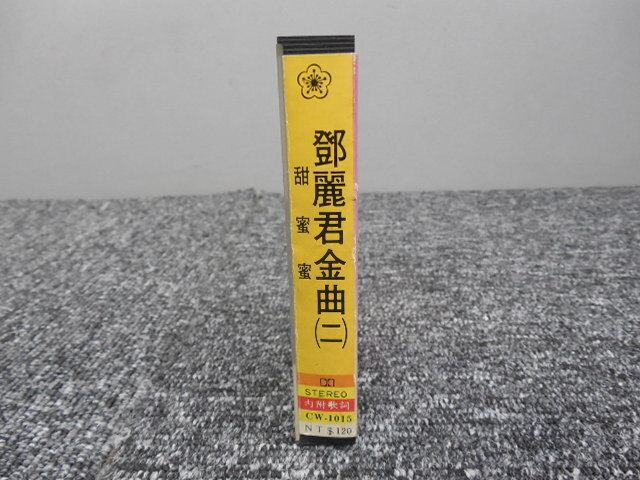 鄧麗君金曲(二)
甜蜜蜜
STEREO
內附歌詞
CW-1015
NT$120